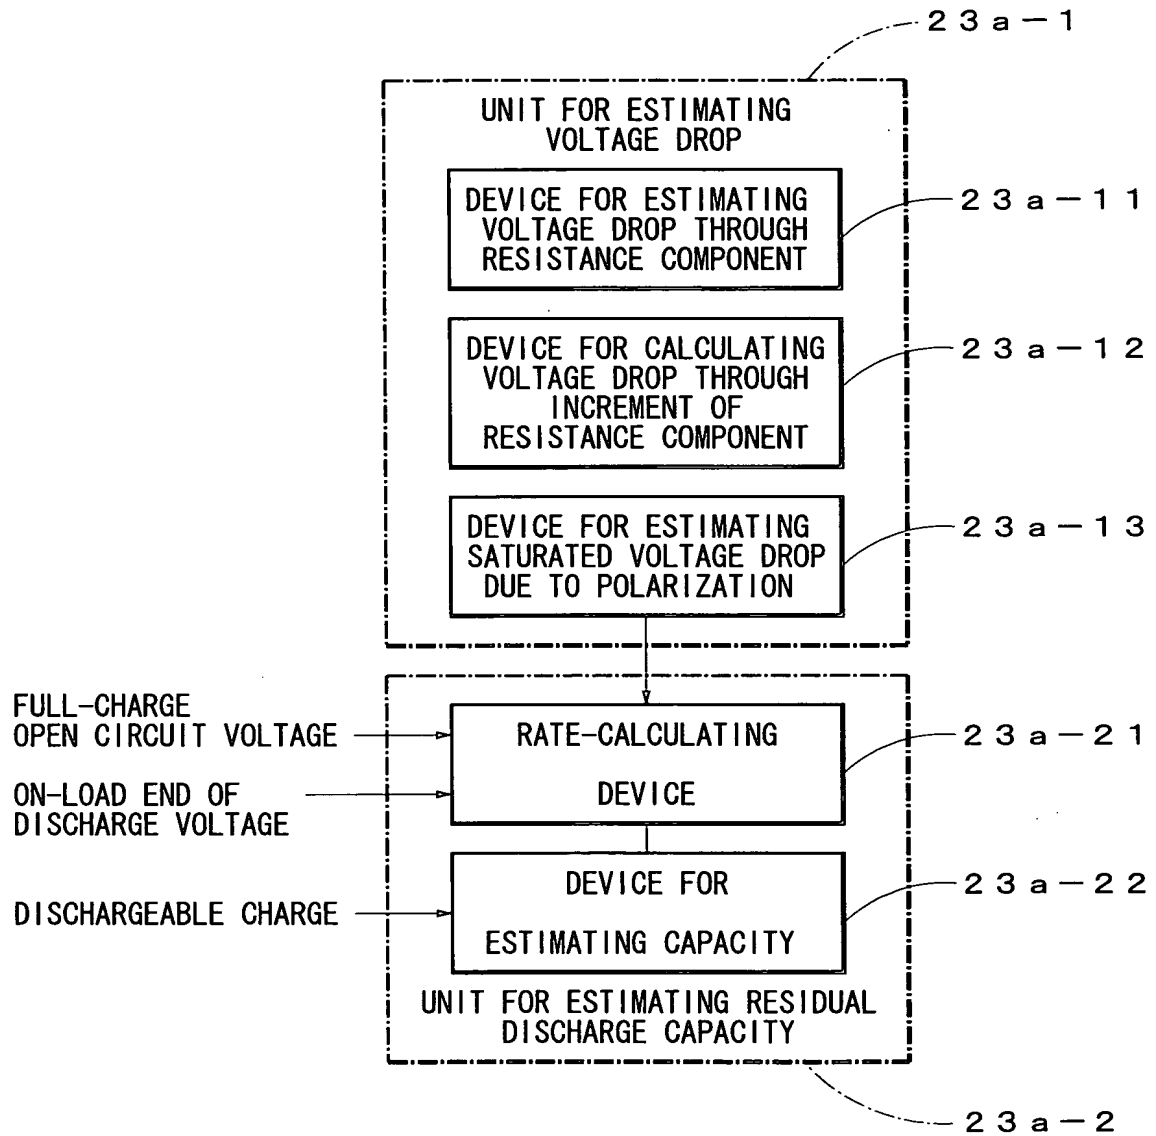 23a-1
UNIT FOR ESTIMATING
VOLTAGE DROP
DEVICE FOR ESTIMATING
VOLTAGE DROP THROUGH
RESISTANCE COMPONENT
23a-11
DEVICE FOR CALCULATING
VOLTAGE DROP THROUGH
INCREMENT OF
RESISTANCE COMPONENT
23a-12
DEVICE FOR ESTIMATING
SATURATED VOLTAGE DROP
DUE TO POLARIZATION
23a-13
FULL-CHARGE
OPEN CIRCUIT VOLTAGE
ON-LOAD END OF
DISCHARGE VOLTAGE
RATE-CALCULATING
DEVICE
23a-21
DISCHARGEABLE CHARGE
DEVICE FOR
ESTIMATING CAPACITY
23a-22
UNIT FOR ESTIMATING RESIDUAL
DISCHARGE CAPACITY
23a-2